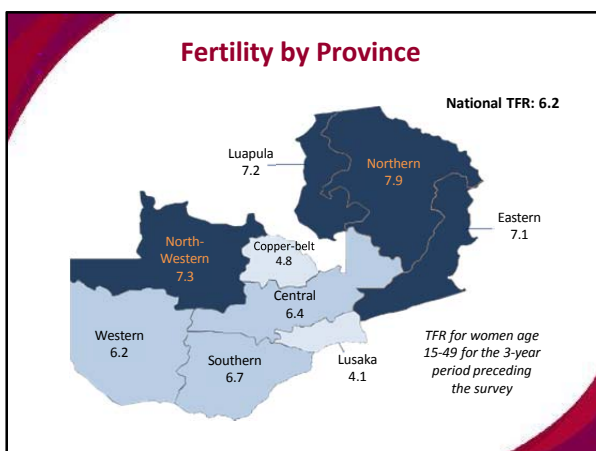 Fertility by Province
National TFR: 6.2
Luapula
7.2
Northern
7.9
Eastern
7.1
North-
Western
7.3
Copper-belt
4.8
Central
6.4
Western
6.2
Southern
6.7
Lusaka
4.1
TFR for women age
15-49 for the 3-year
period preceding
the survey